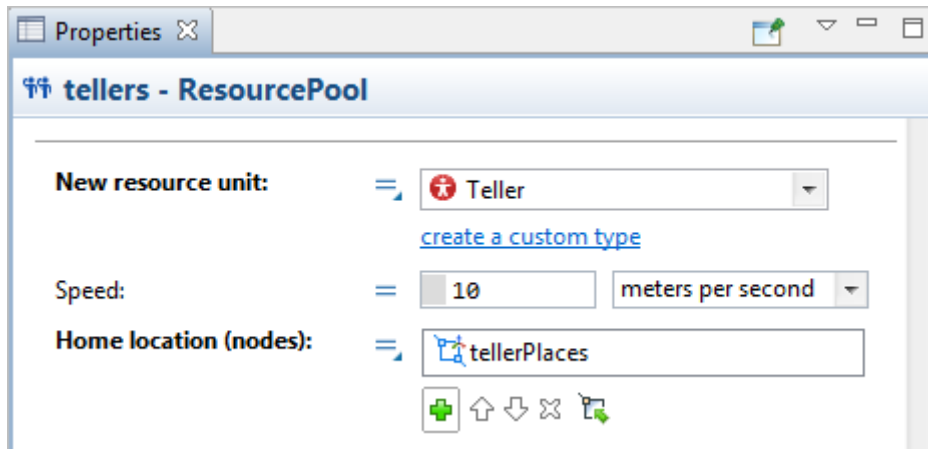 Properties
tellers - ResourcePool
New resource unit: Teller
create a custom type
Speed: 10 meters per second
Home location (nodes): tellerPlaces